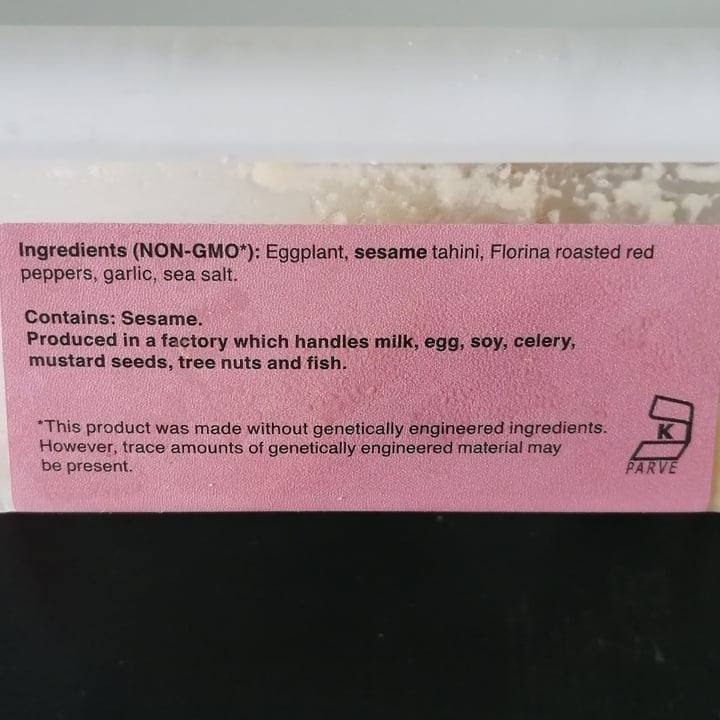 Ingredients (NON-GMO*): Eggplant, sesame tahini, Florina roasted red
peppers, garlic, sea salt.
Contains: Sesame.
Produced in a factory which handles milk, egg, soy, celery,
mustard seeds, tree nuts and fish.
*This product was made without genetically engineered ingredients.
However, trace amounts of genetically engineered material may
be present.
K
PARVE